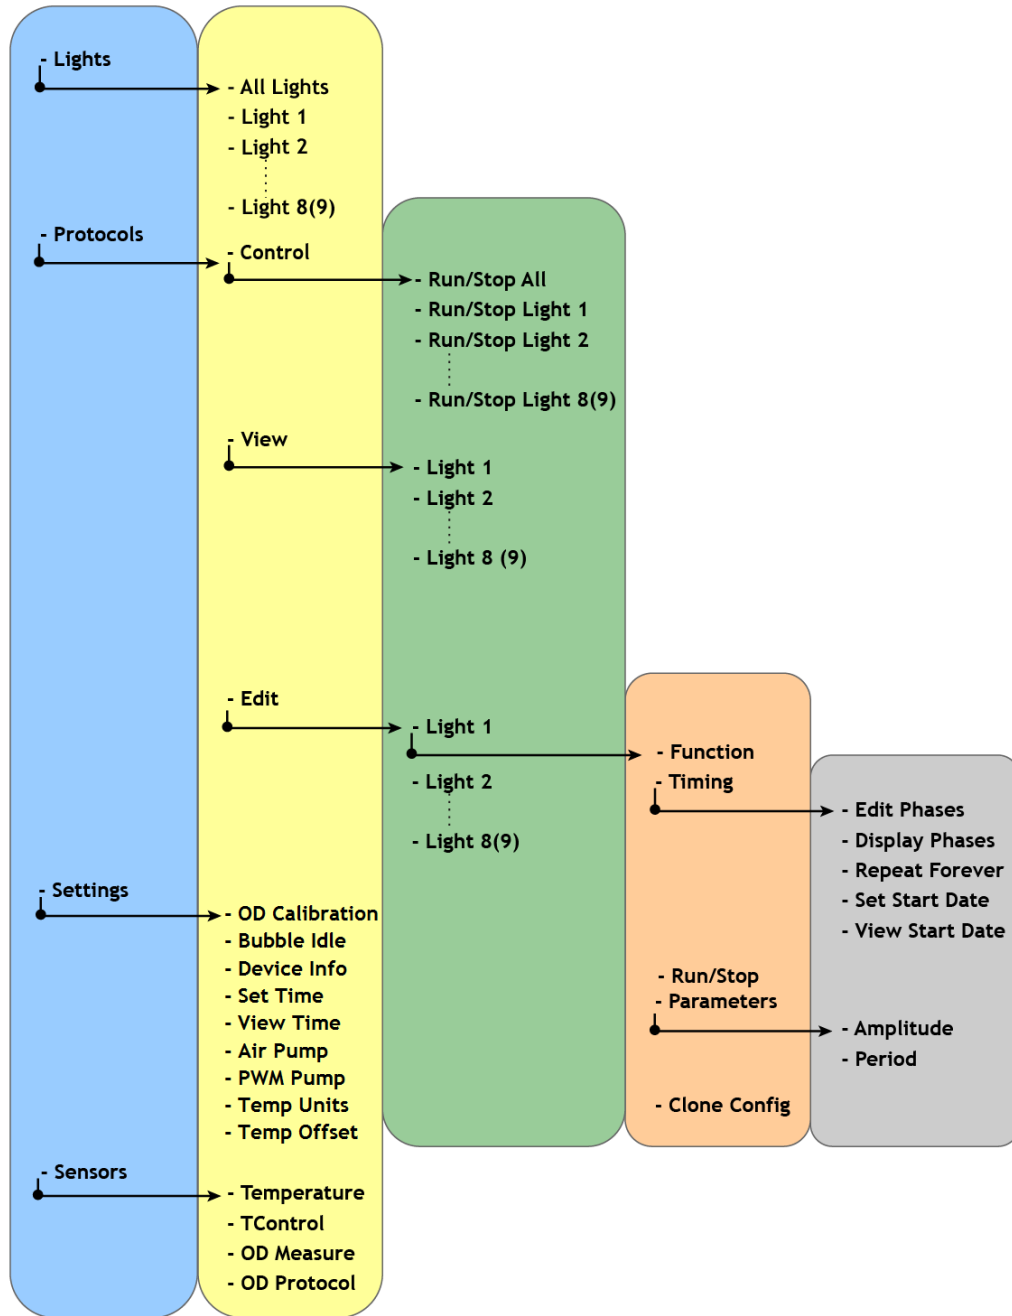 - Lights
- All Lights
- Light 1
- Light 2
- Light 8(9)
- Protocols
- Control
- Run/Stop All
- Run/Stop Light 1
- Run/Stop Light 2
- Run/Stop Light 8(9)
- View
- Light 1
- Light 2
- Light 8 (9)
- Edit
- Light 1
- Function
- Timing
- Edit Phases
- Display Phases
- Repeat Forever
- Set Start Date
- View Start Date
- Run/Stop
- Parameters
- Amplitude
- Period
- Clone Config
- Light 2
- Light 8(9)
- Settings
- OD Calibration
- Bubble Idle
- Device Info
- Set Time
- View Time
- Air Pump
- PWM Pump
- Temp Units
- Temp Offset
- Sensors
- Temperature
- TControl
- OD Measure
- OD Protocol